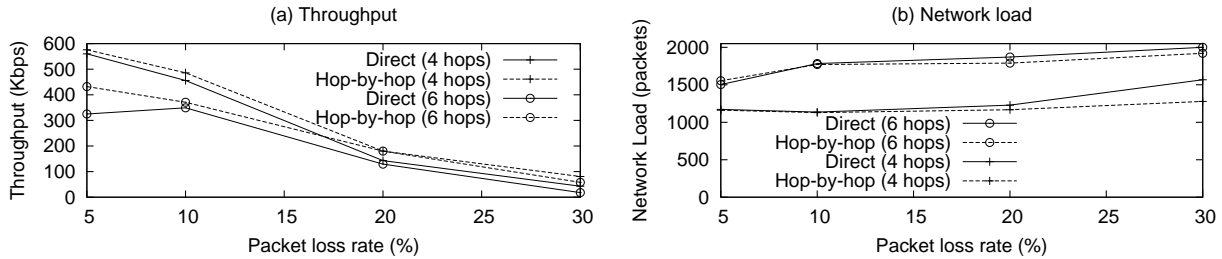 (a) Throughput
Throughput (Kbps)
600
500
400
300
200
100
0
5 10 15 20 25 30
Packet loss rate (%)
Direct (4 hops)
Hop-by-hop (4 hops)
Direct (6 hops)
Hop-by-hop (6 hops)
(b) Network load
Network Load (packets)
2000
1500
1000
500
0
5 10 15 20 25 30
Packet loss rate (%)
Direct (6 hops)
Hop-by-hop (6 hops)
Direct (4 hops)
Hop-by-hop (4 hops)